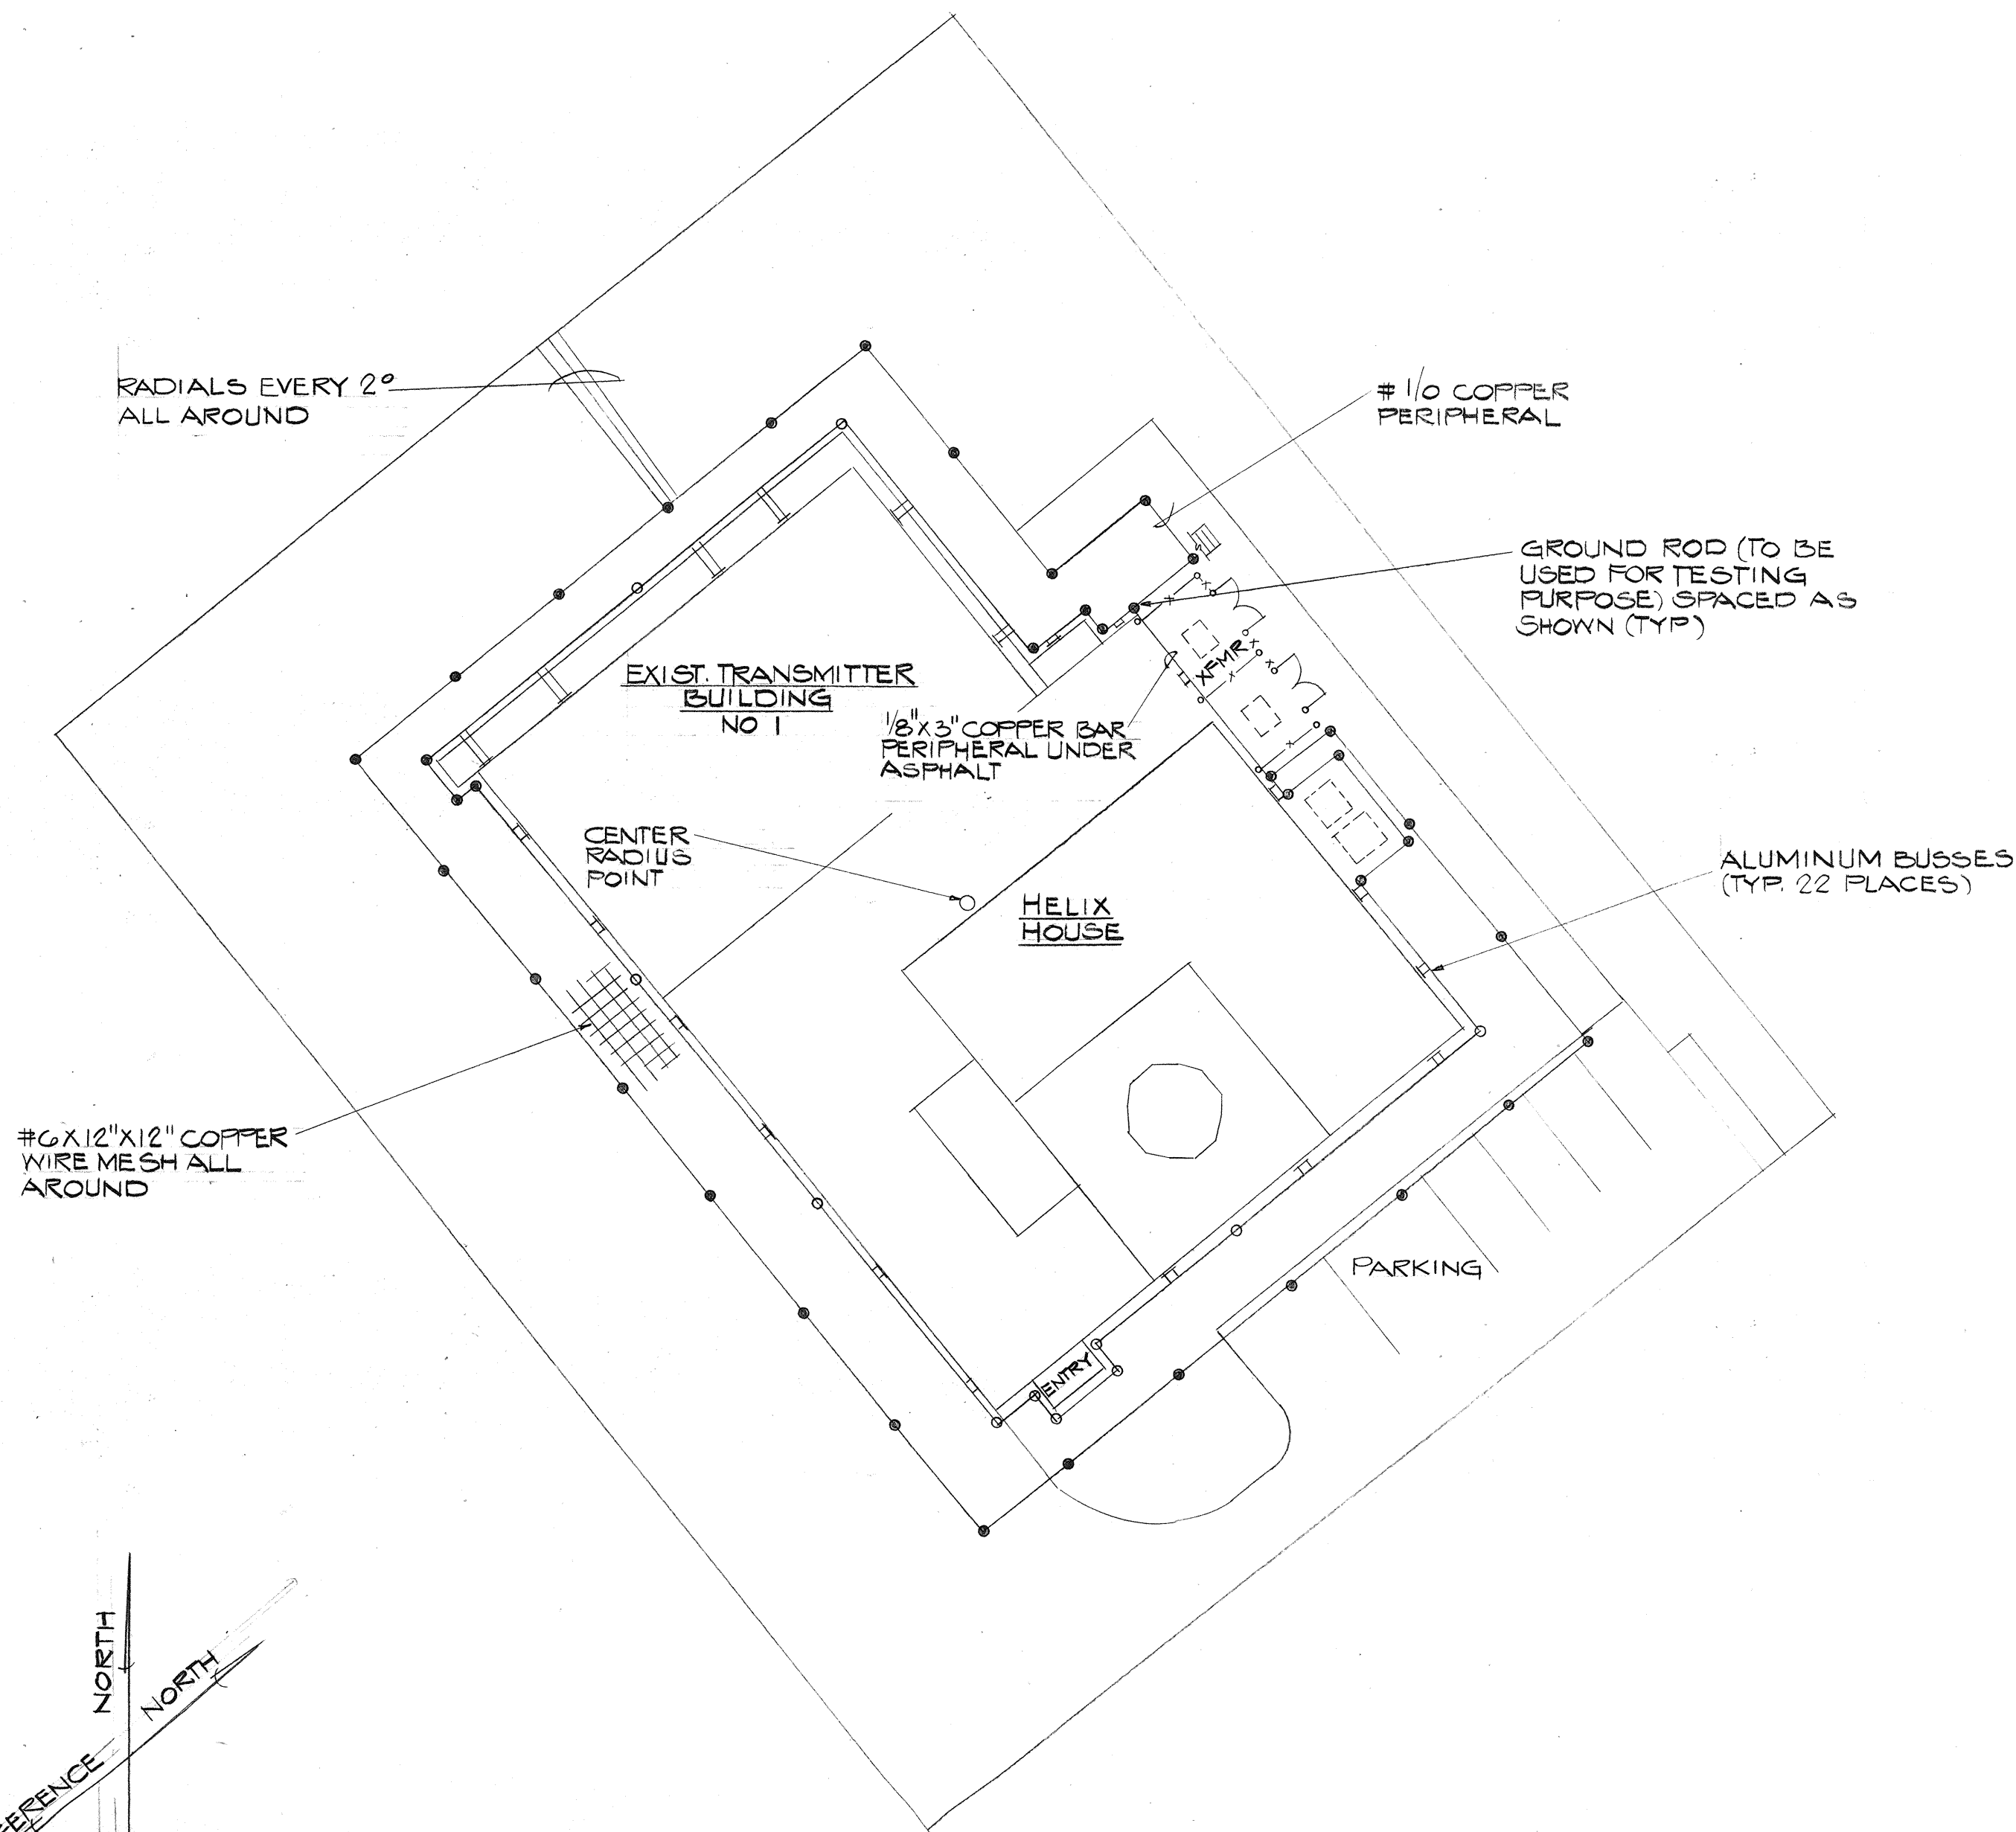 RADIALS EVERY 2°
ALL AROUND
# 1/0 COPPER
PERIPHERAL
GROUND ROD (TO BE
USED FOR TESTING
PURPOSE) SPACED AS
SHOWN (TYP)
XFMR
EXIST. TRANSMITTER
BUILDING
NO 1
1/8"X3" COPPER BAR
PERIPHERAL UNDER
ASPHALT
CENTER
RADIUS
POINT
HELIX
HOUSE
ALUMINUM BUSSES
(TYP. 22 PLACES)
#6X12"X12" COPPER
WIRE MESH ALL
AROUND
PARKING
ENTRY
NORTH
NORTH
ERENCE